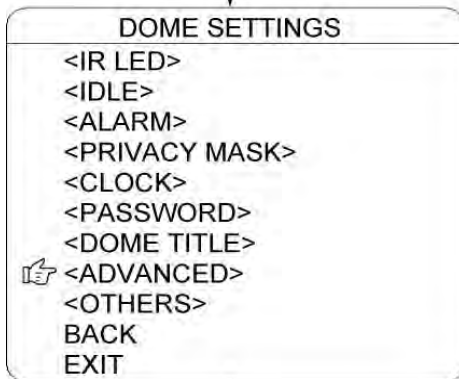 DOME SETTINGS
<IR LED>
<IDLE>
<ALARM>
<PRIVACY MASK>
<CLOCK>
<PASSWORD>
<DOME TITLE>
<ADVANCED>
<OTHERS>
BACK
EXIT